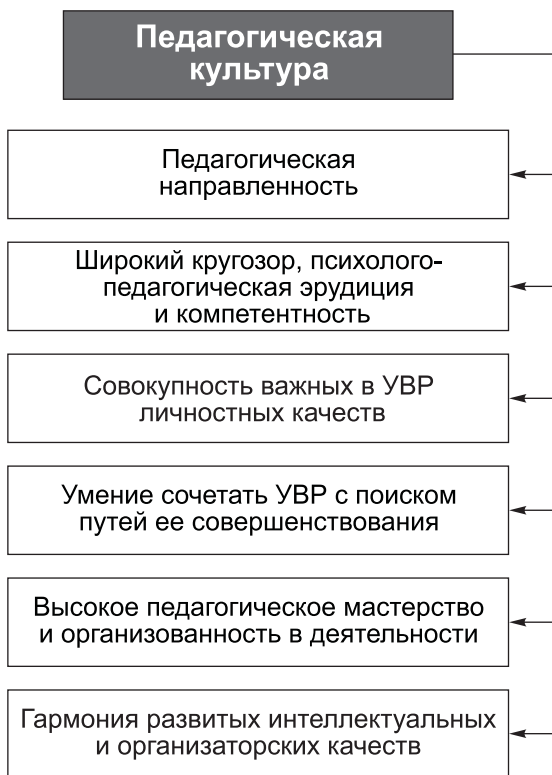 Педагогическая
культура
Педагогическая
направленность
Широкий кругозор, психолого-
педагогическая эрудиция
и компетентность
Совокупность важных в УВР
личностных качеств
Умение сочетать УВР с поиском
путей ее совершенствования
Высокое педагогическое мастерство
и организованность в деятельности
Гармония развитых интеллектуальных
и организаторских качеств